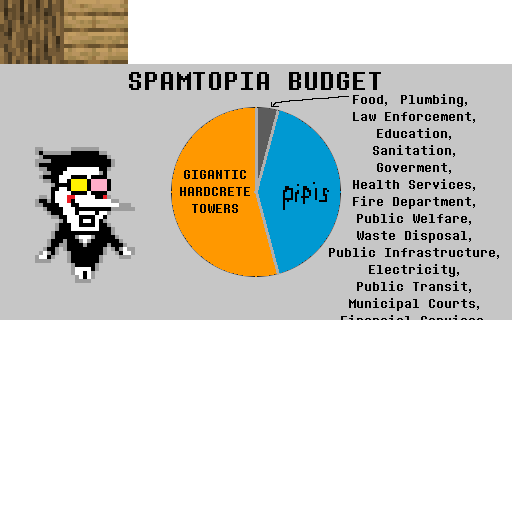 SPAMTOPIA BUDGET
Food, Plumbing,
Law Enforcement,
Education,
Sanitation,
Goverment,
Health Services,
Fire Department,
Public Welfare,
Waste Disposal,
Public Infrastructure,
Electricity,
Public Transit,
Municipal Courts,
Financial Services
GIGANTIC
HARDCRETE
TOWERS
pipis